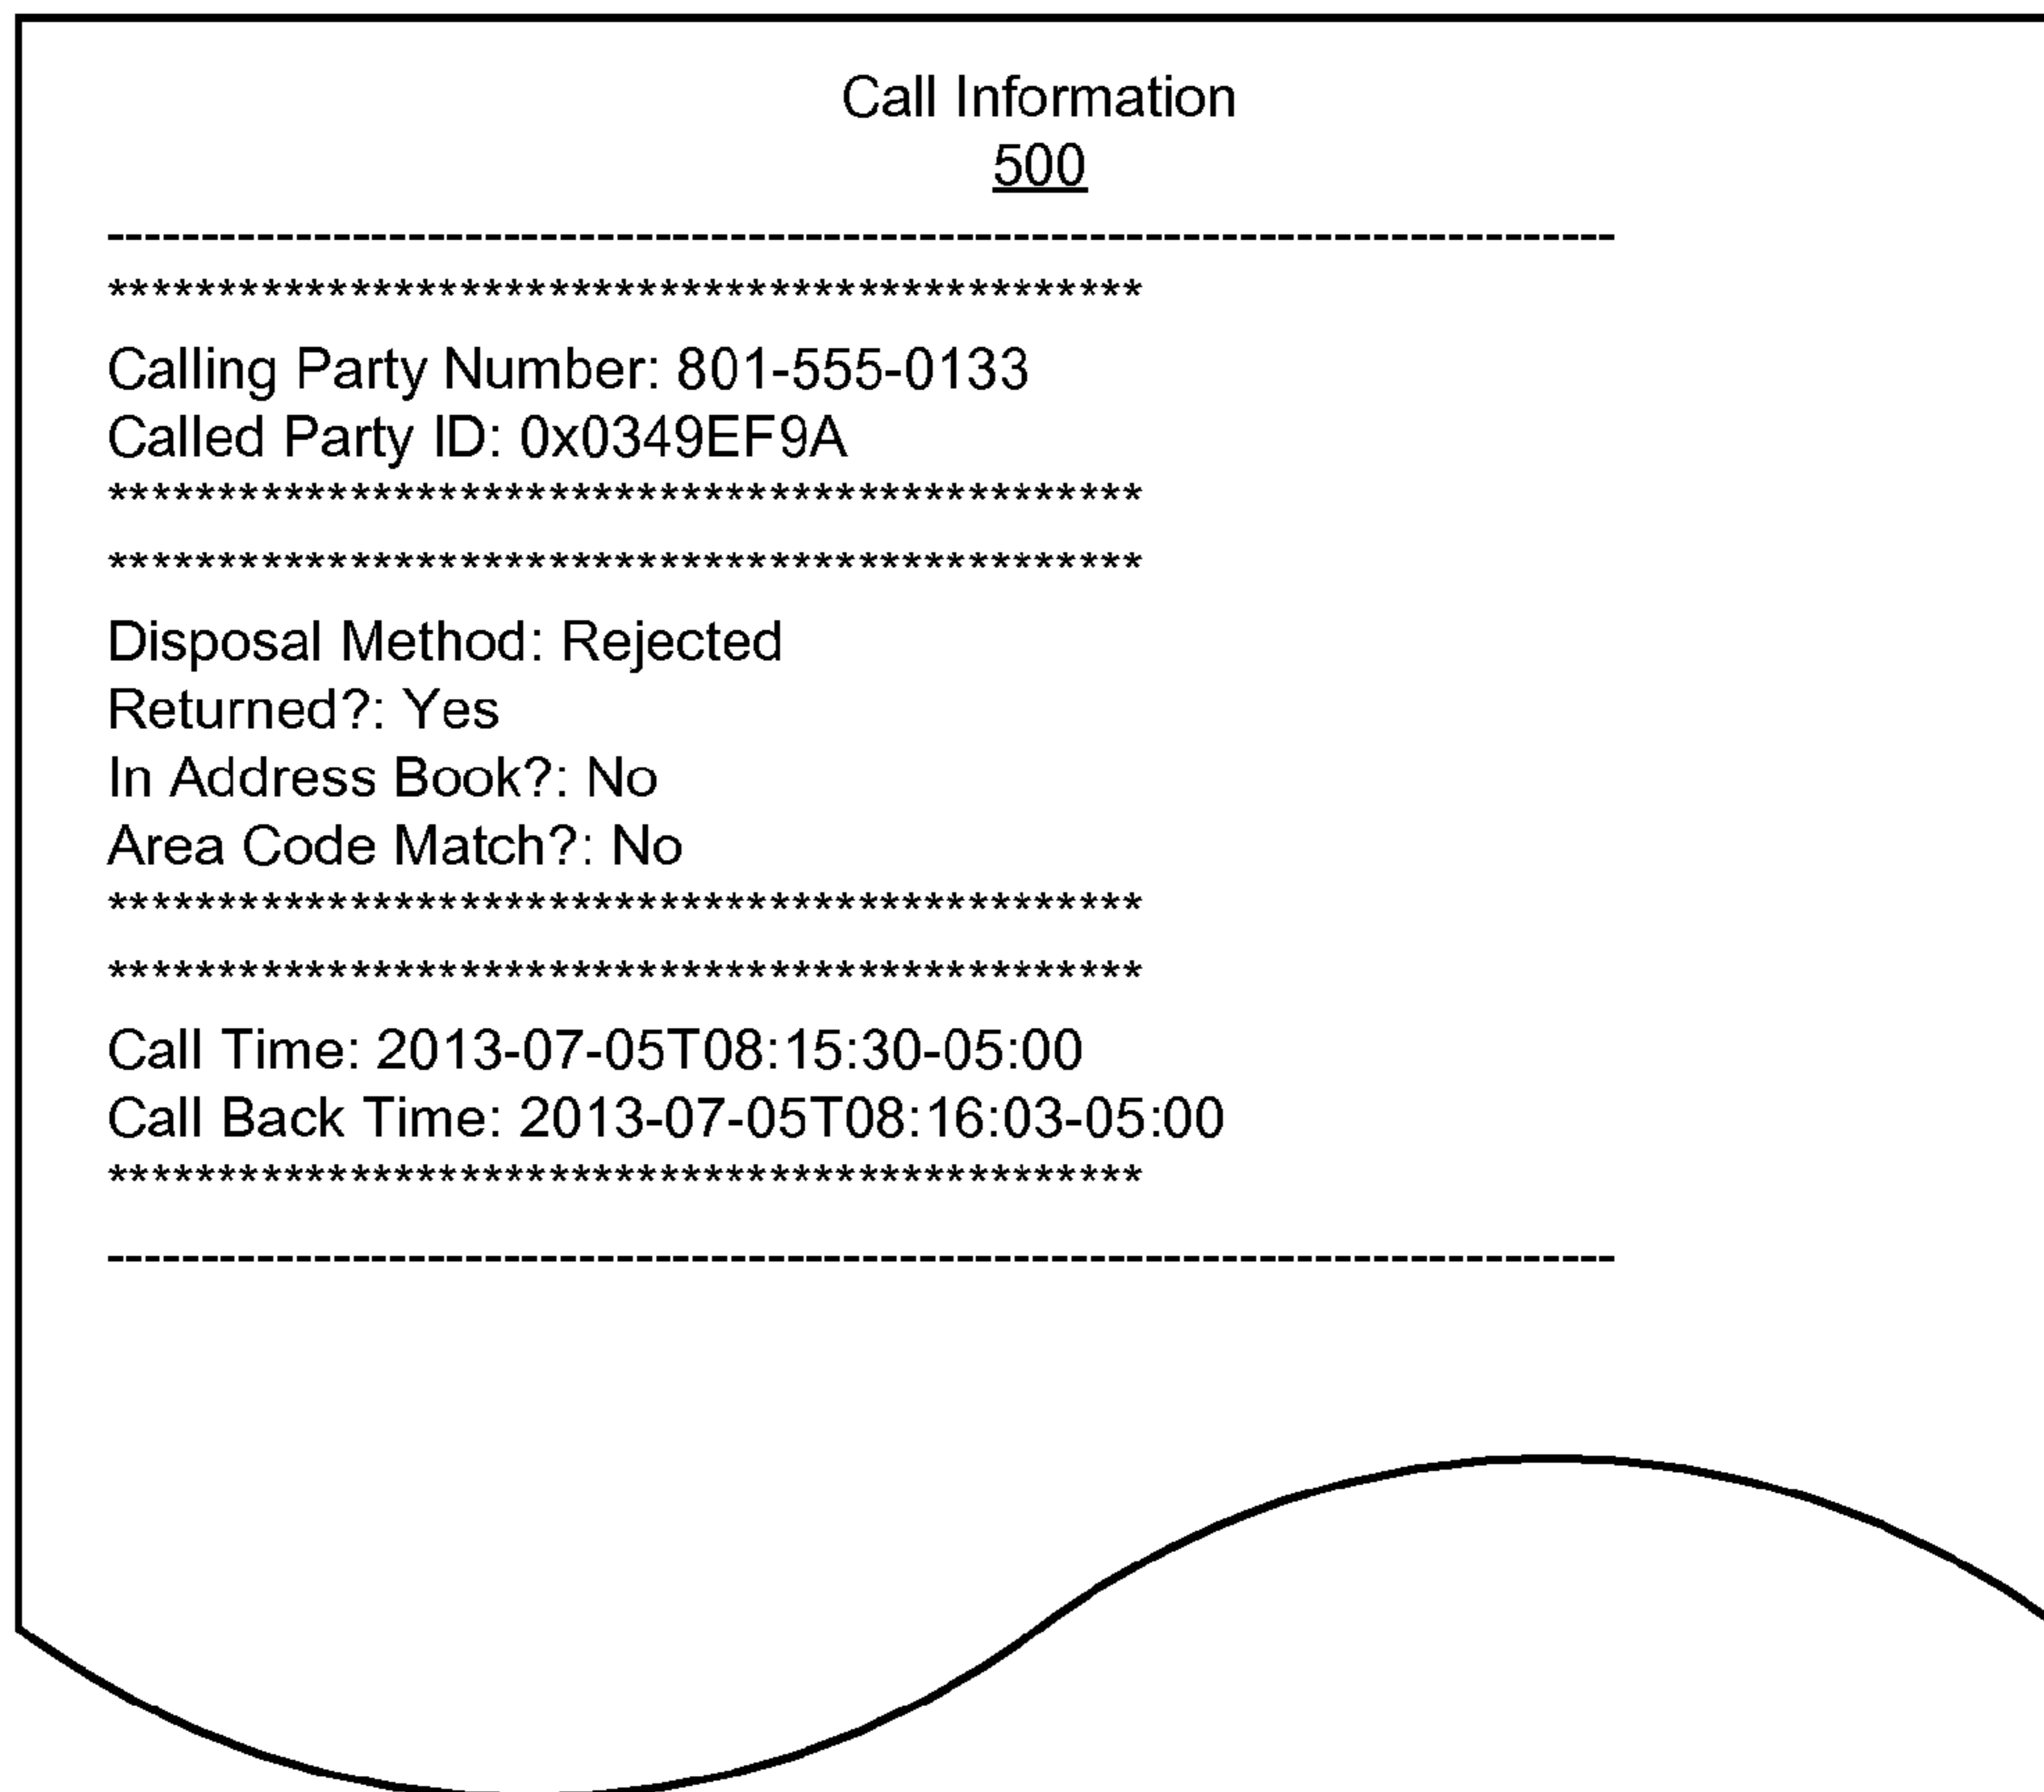 Call Information
500
--------------------------------------------------------------------------------
***********************************************
Calling Party Number: 801-555-0133
Called Party ID: 0x0349EF9A
***********************************************
***********************************************
Disposal Method: Rejected
Returned?: Yes
In Address Book?: No
Area Code Match?: No
***********************************************
***********************************************
Call Time: 2013-07-05T08:15:30-05:00
Call Back Time: 2013-07-05T08:16:03-05:00
***********************************************
--------------------------------------------------------------------------------